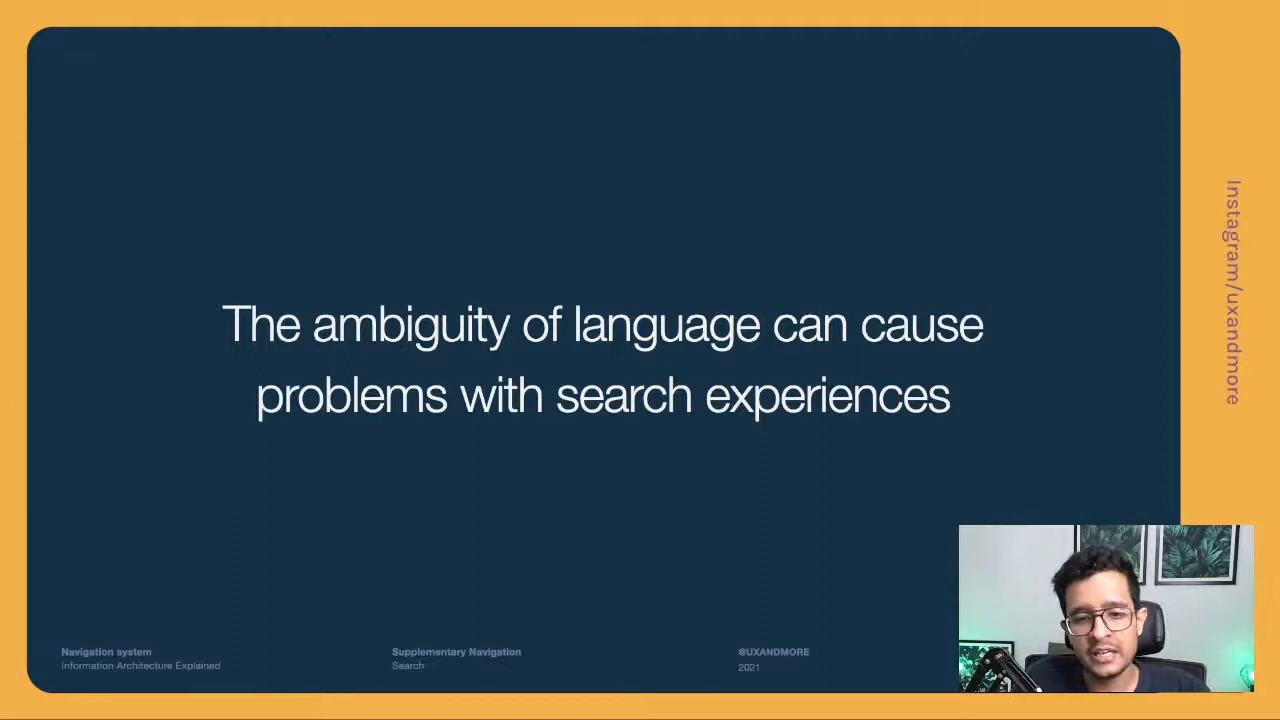 The ambiguity of language can cause
problems with search experiences
Instagram/uxandmore
Navigation system
Information Architecture Explained
Supplementary Navigation
Search
@UXANDMORE
2021